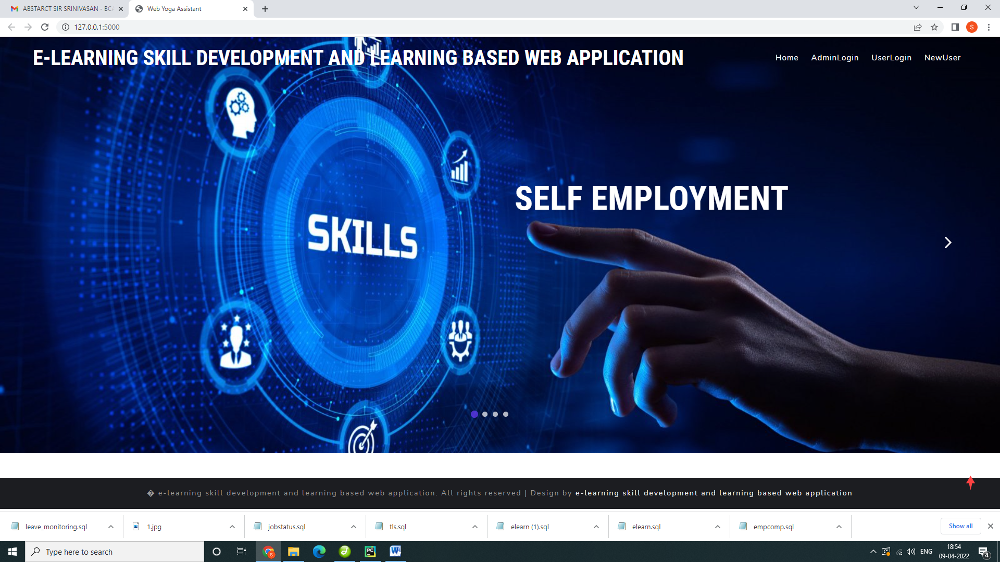 ABSTARCT SIR SRINIVASAN - BCA
Web Yoga Assistant
127.0.0.1:5000
S
E-LEARNING SKILL DEVELOPMENT AND LEARNING BASED WEB APPLICATION
Home AdminLogin UserLogin NewUser
SELF EMPLOYMENT
SKILLS
� e-learning skill development and learning based web application. All rights reserved | Design by e-learning skill development and learning based web application
leave_monitoring.sql
1.jpg
jobstatus.sql
tls.sql
elearn (1).sql
elearn.sql
empcomp.sql
Show all
Type here to search
S
PC
W
ENG
18:54
09-04-2022
4